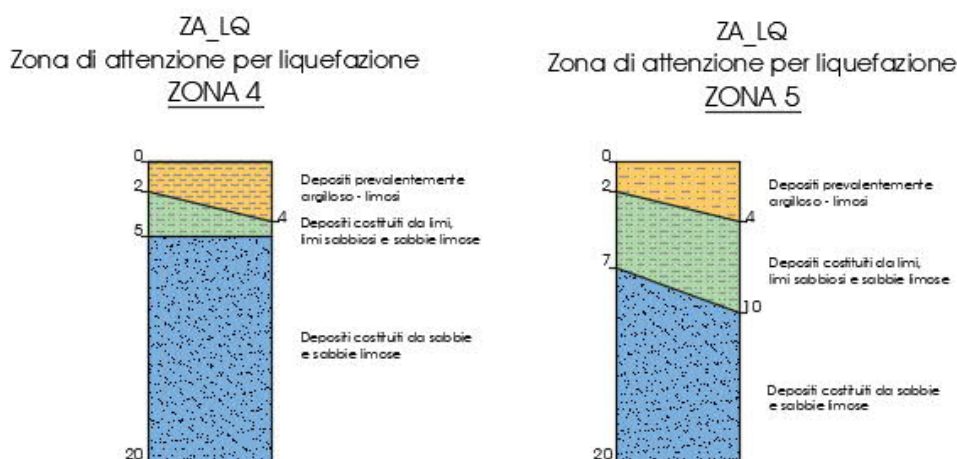 ZA_LQ
Zona di attenzione per liquefazione
ZONA 4
0
2
4
5
20
Depositi prevalentemente
argilloso - limosi
Depositi costituiti da limi,
limi sabbiosi e sabbie limose
Depositi costituiti da sabbie
e sabbie limose
ZA_LQ
Zona di attenzione per liquefazione
ZONA 5
0
2
4
7
10
20
Depositi prevalentemente
argilloso - limosi
Depositi costituiti da limi,
limi sabbiosi e sabbie limose
Depositi costituiti da sabbie
e sabbie limose